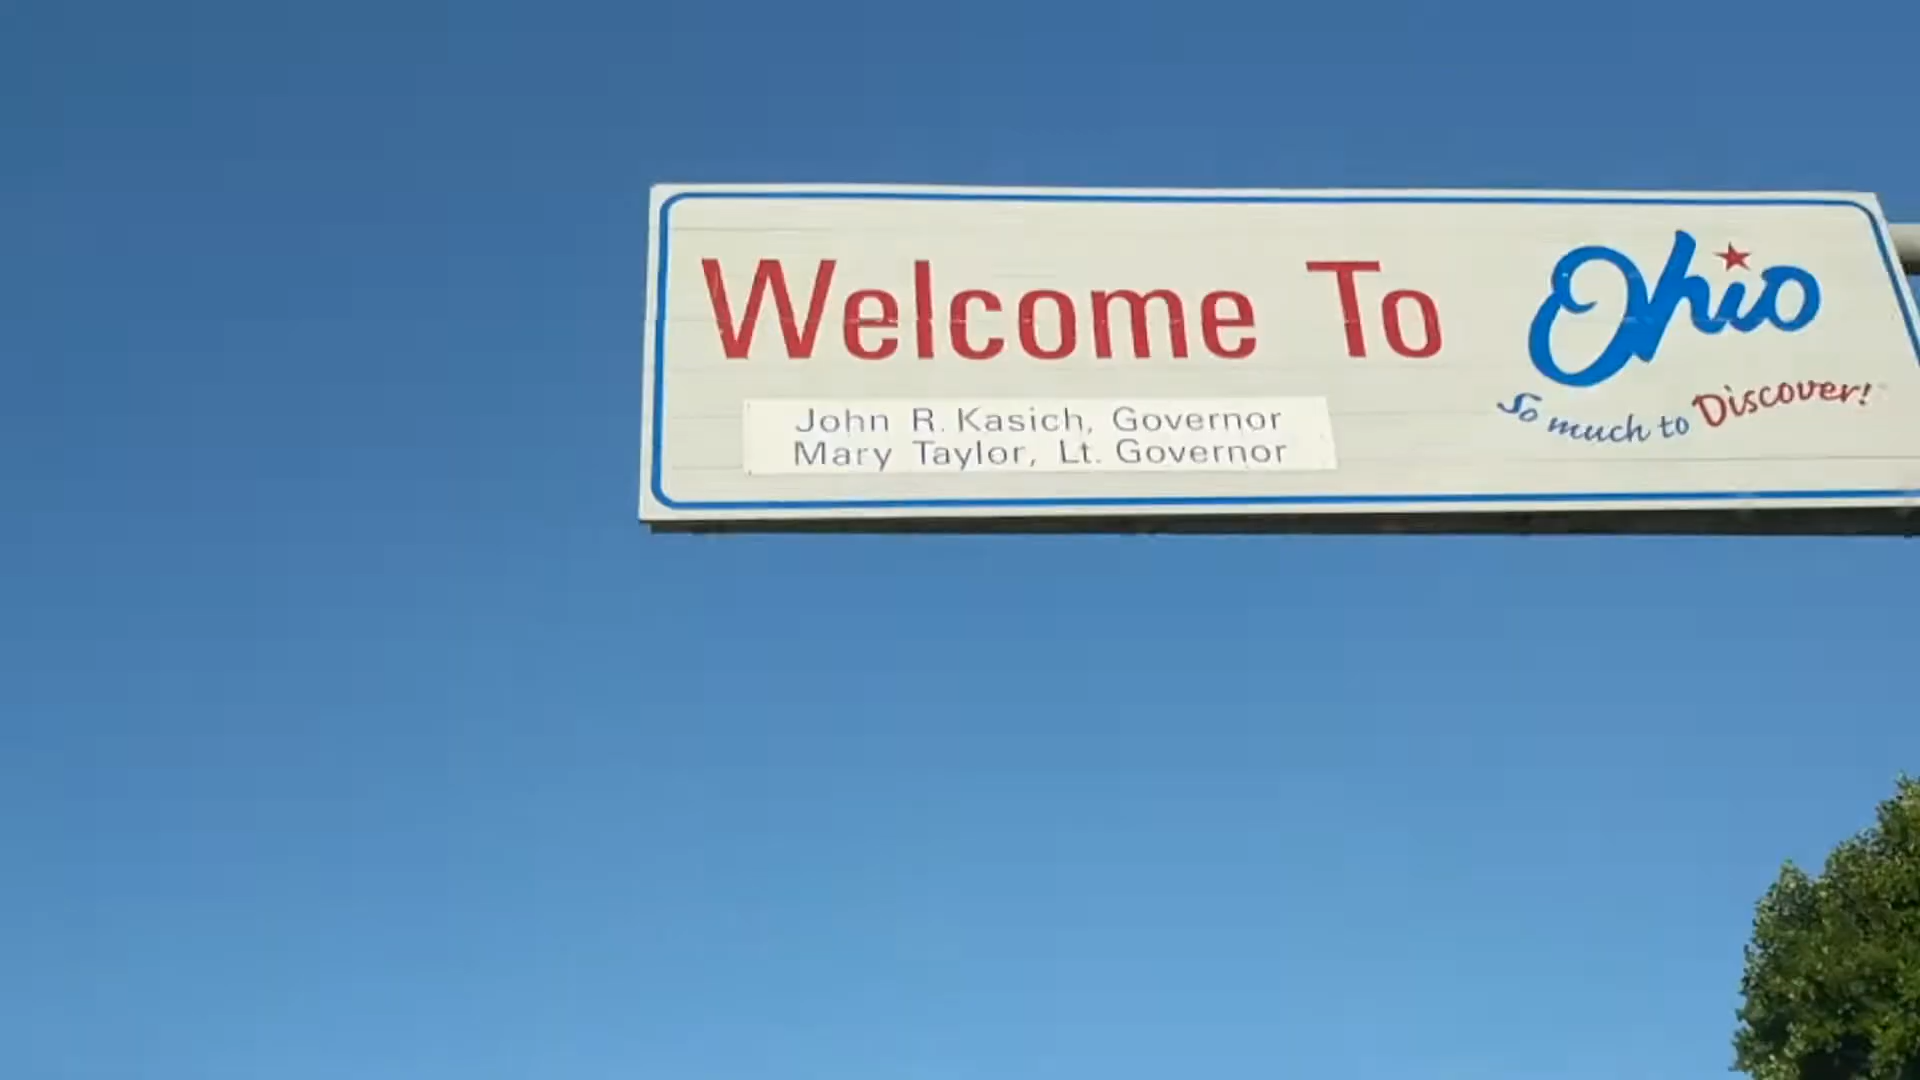 Welcome To Ohio
So much to Discover!
John R. Kasich, Governor
Mary Taylor, Lt. Governor